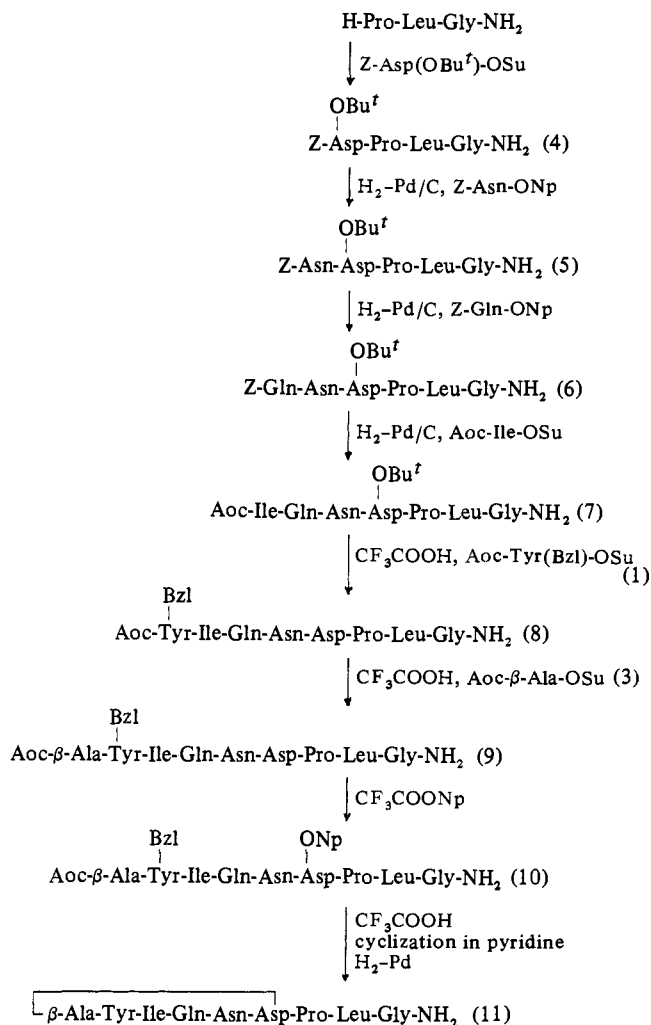 H-Pro-Leu-Gly-NH₂
Z-Asp(OBuᵗ)-OSu
OBuᵗ
Z-Asp-Pro-Leu-Gly-NH₂ (4)
H₂-Pd/C, Z-Asn-ONp
OBuᵗ
Z-Asn-Asp-Pro-Leu-Gly-NH₂ (5)
H₂-Pd/C, Z-Gln-ONp
OBuᵗ
Z-Gln-Asn-Asp-Pro-Leu-Gly-NH₂ (6)
H₂-Pd/C, Aoc-Ile-OSu
OBuᵗ
Aoc-Ile-Gln-Asn-Asp-Pro-Leu-Gly-NH₂ (7)
CF₃COOH, Aoc-Tyr(Bzl)-OSu
(1)
Bzl
Aoc-Tyr-Ile-Gln-Asn-Asp-Pro-Leu-Gly-NH₂ (8)
CF₃COOH, Aoc-β-Ala-OSu (3)
Bzl
Aoc-β-Ala-Tyr-Ile-Gln-Asn-Asp-Pro-Leu-Gly-NH₂ (9)
CF₃COONp
Bzl ONp
Aoc-β-Ala-Tyr-Ile-Gln-Asn-Asp-Pro-Leu-Gly-NH₂ (10)
CF₃COOH
cyclization in pyridine
H₂-Pd
β-Ala-Tyr-Ile-Gln-Asn-Asp-Pro-Leu-Gly-NH₂ (11)